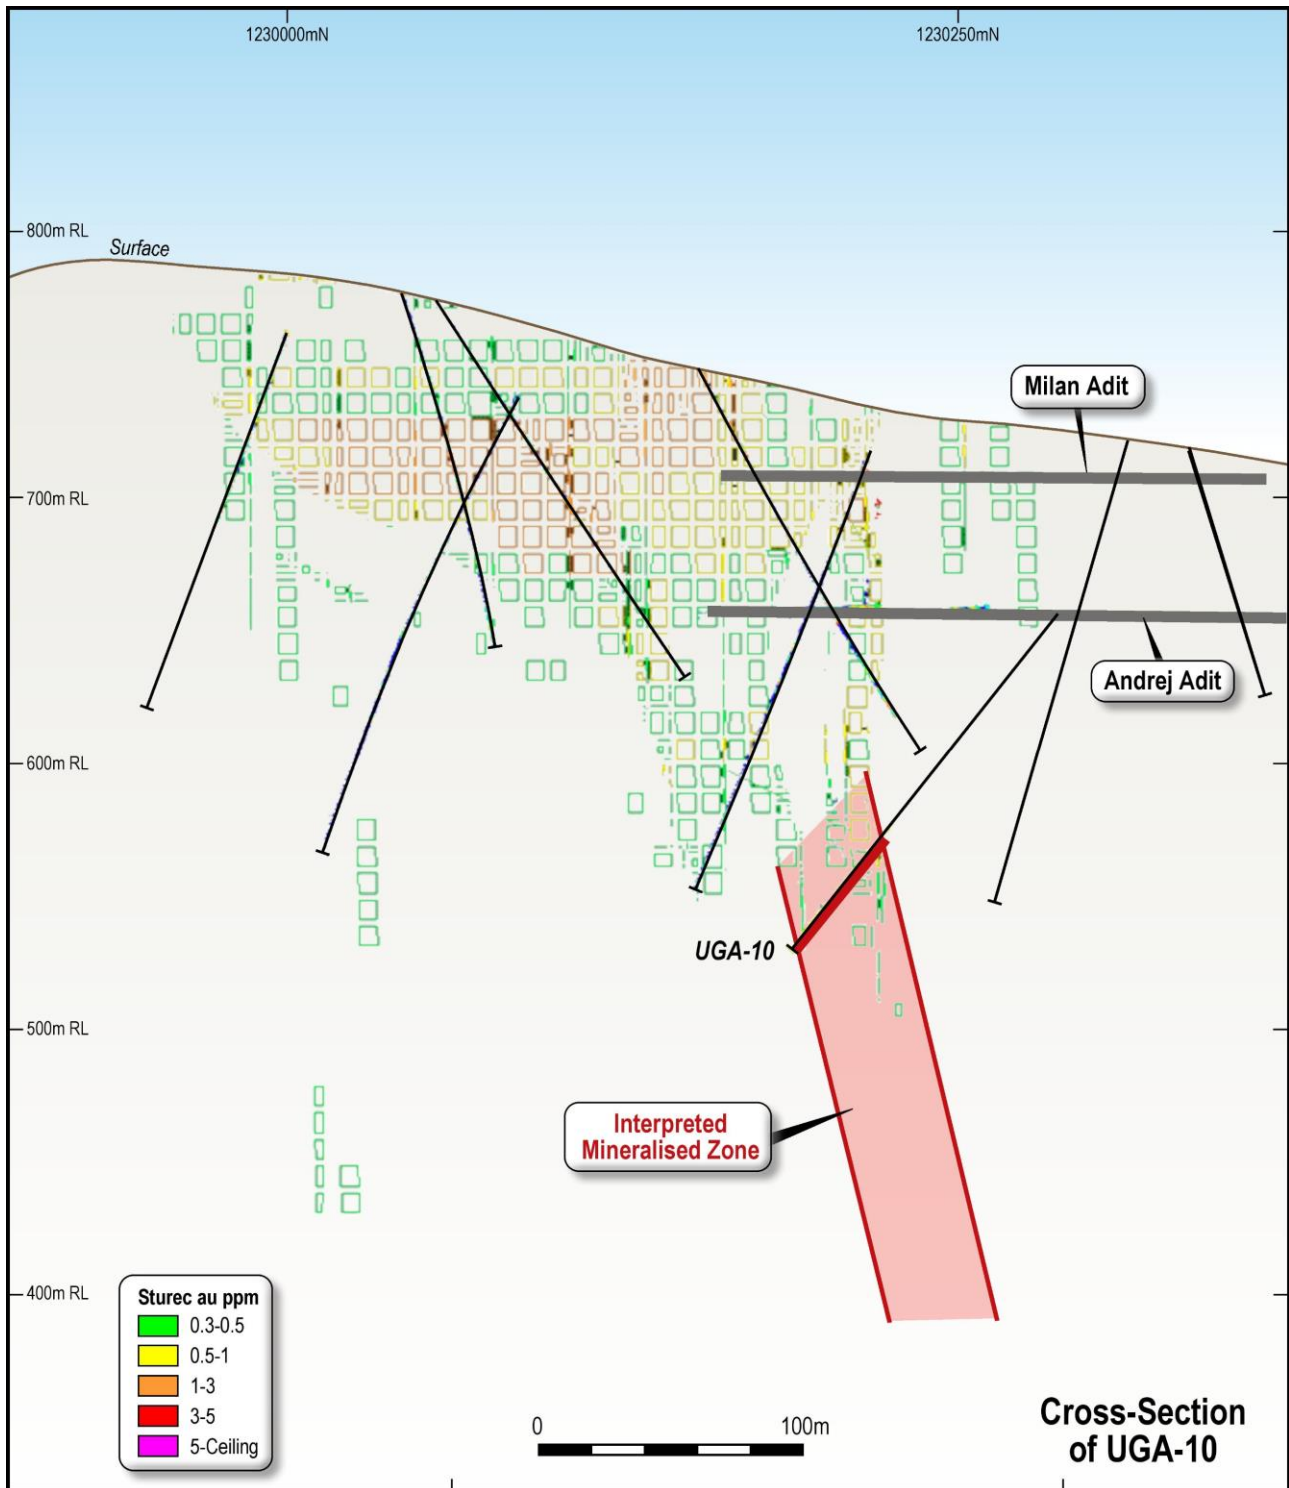 1230000mN
1230250mN
800m RL
Surface
Milan Adit
700m RL
Andrej Adit
600m RL
UGA-10
500m RL
Interpreted
Mineralised Zone
400m RL
Sturec au ppm
0.3-0.5
0.5-1
1-3
3-5
5-Ceiling
0
100m
Cross-Section
of UGA-10